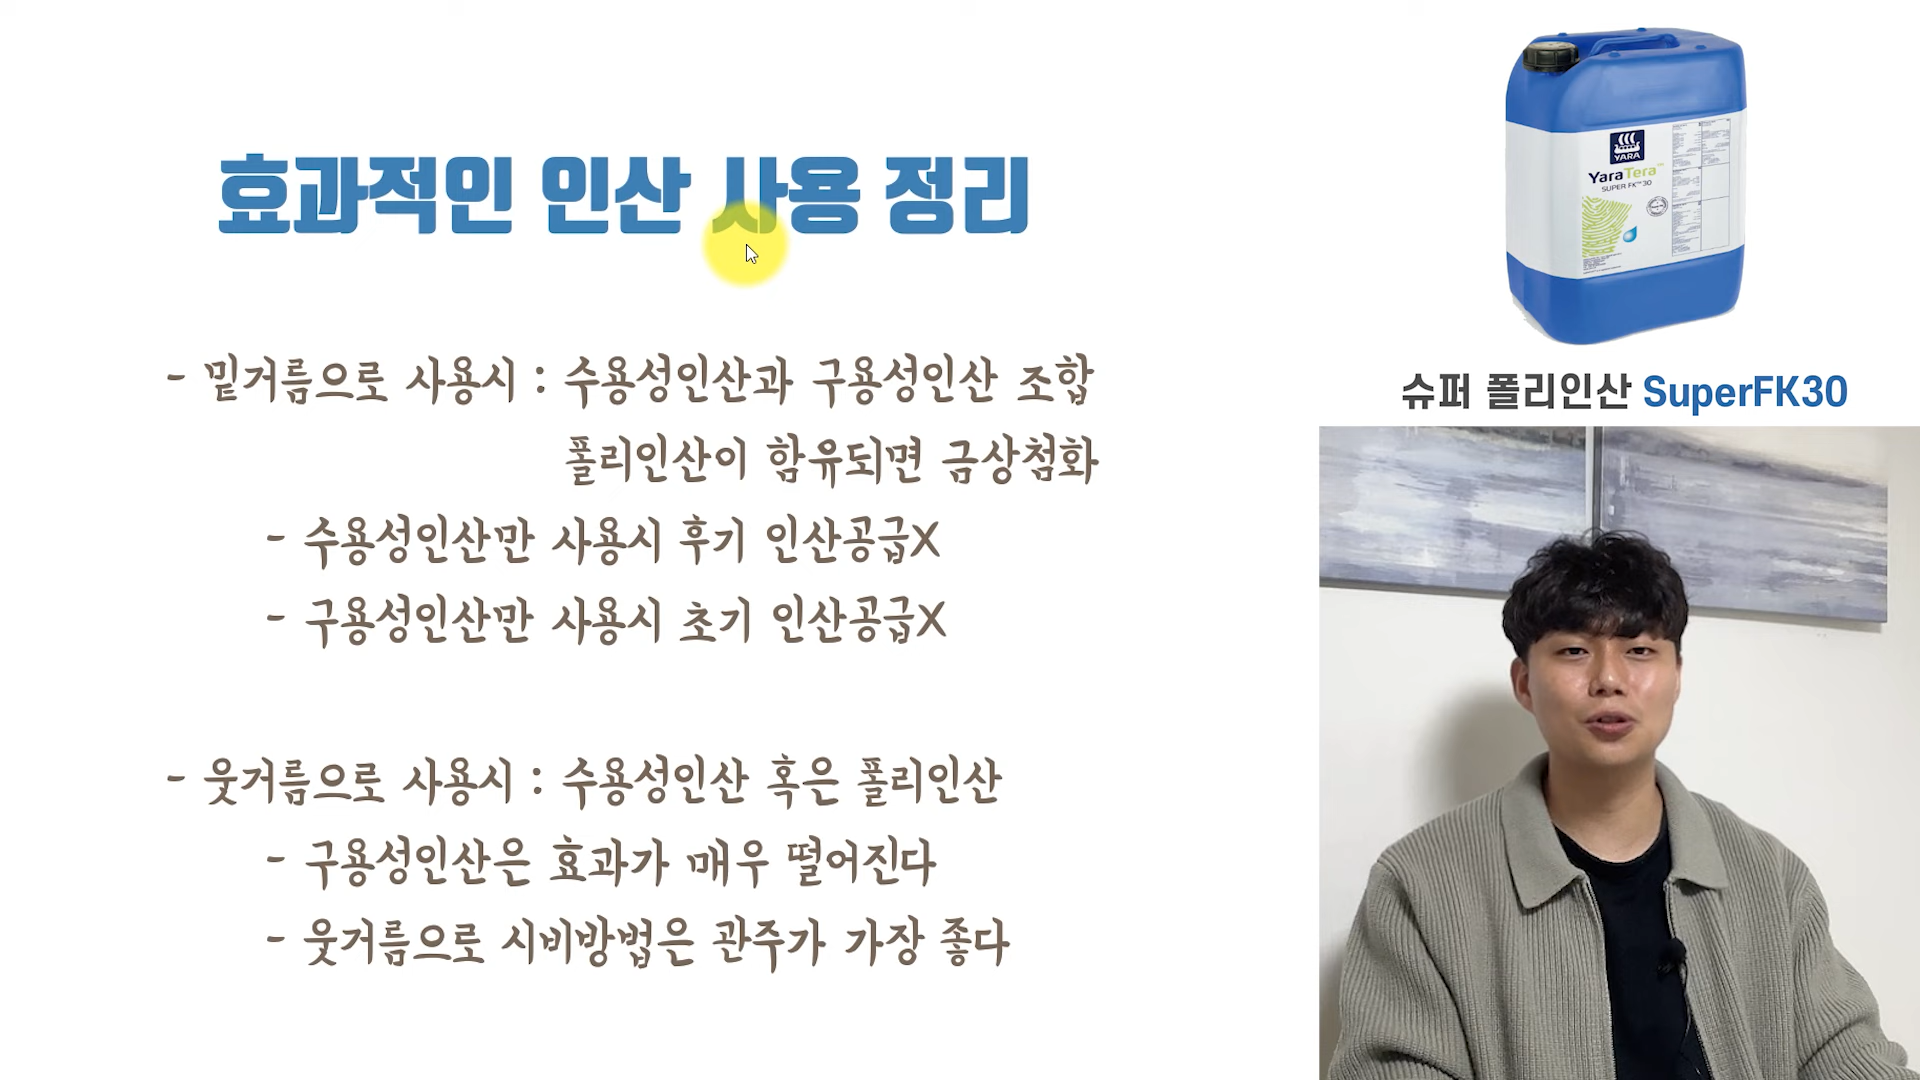 효과적인 인산 사용 정리
- 밑거름으로 사용시 : 수용성인산과 구용성인산 조합
폴리인산이 함유되면 금상첨화
- 수용성인산만 사용시 후기 인산공급X
- 구용성인산만 사용시 초기 인산공급X
- 웃거름으로 사용시 : 수용성인산 혹은 폴리인산
- 구용성인산은 효과가 매우 떨어진다
- 웃거름으로 시비방법은 관주가 가장 좋다
YARA
YaraTera
SUPER FK™30
슈퍼 폴리인산 SuperFK30